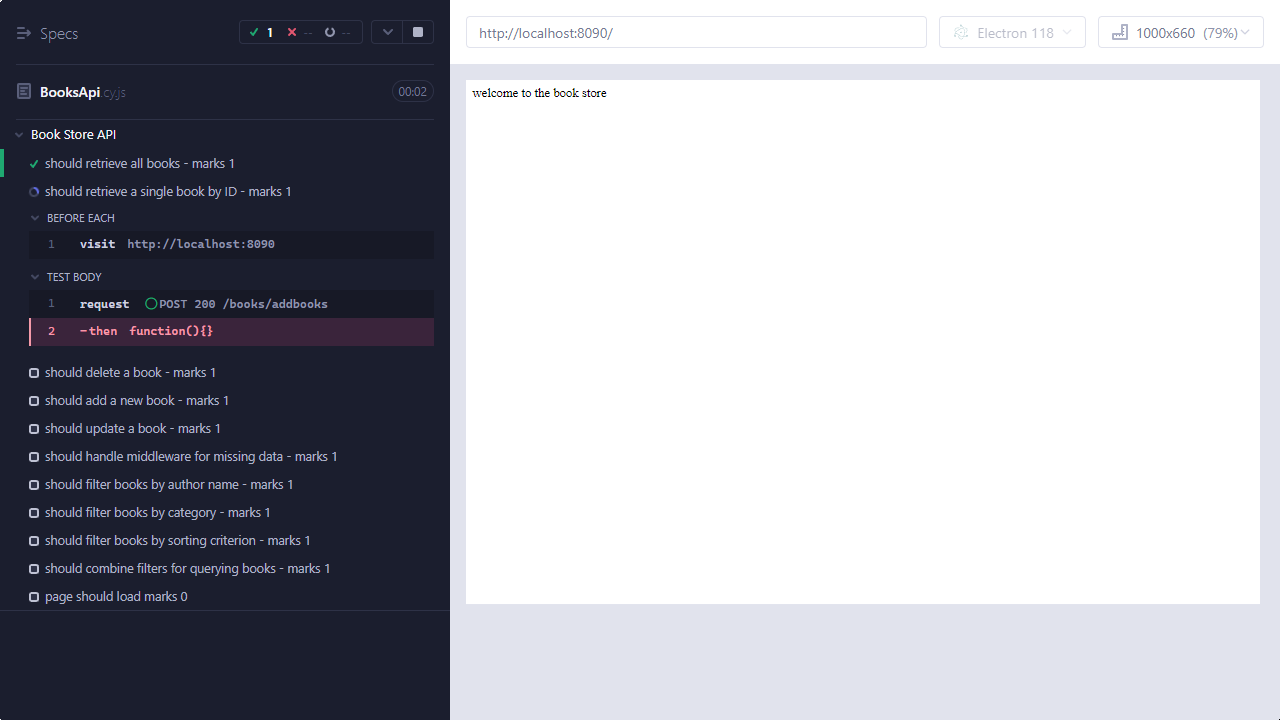 Specs
1 -- --
BooksApi.cy.js 00:02
Book Store API
should retrieve all books - marks 1
should retrieve a single book by ID - marks 1
BEFORE EACH
1 visit http://localhost:8090
TEST BODY
1 request POST 200 /books/addbooks
2 -then function(){}
should delete a book - marks 1
should add a new book - marks 1
should update a book - marks 1
should handle middleware for missing data - marks 1
should filter books by author name - marks 1
should filter books by category - marks 1
should filter books by sorting criterion - marks 1
should combine filters for querying books - marks 1
page should load marks 0
http://localhost:8090/
Electron 118
1000x660 (79%)
welcome to the book store